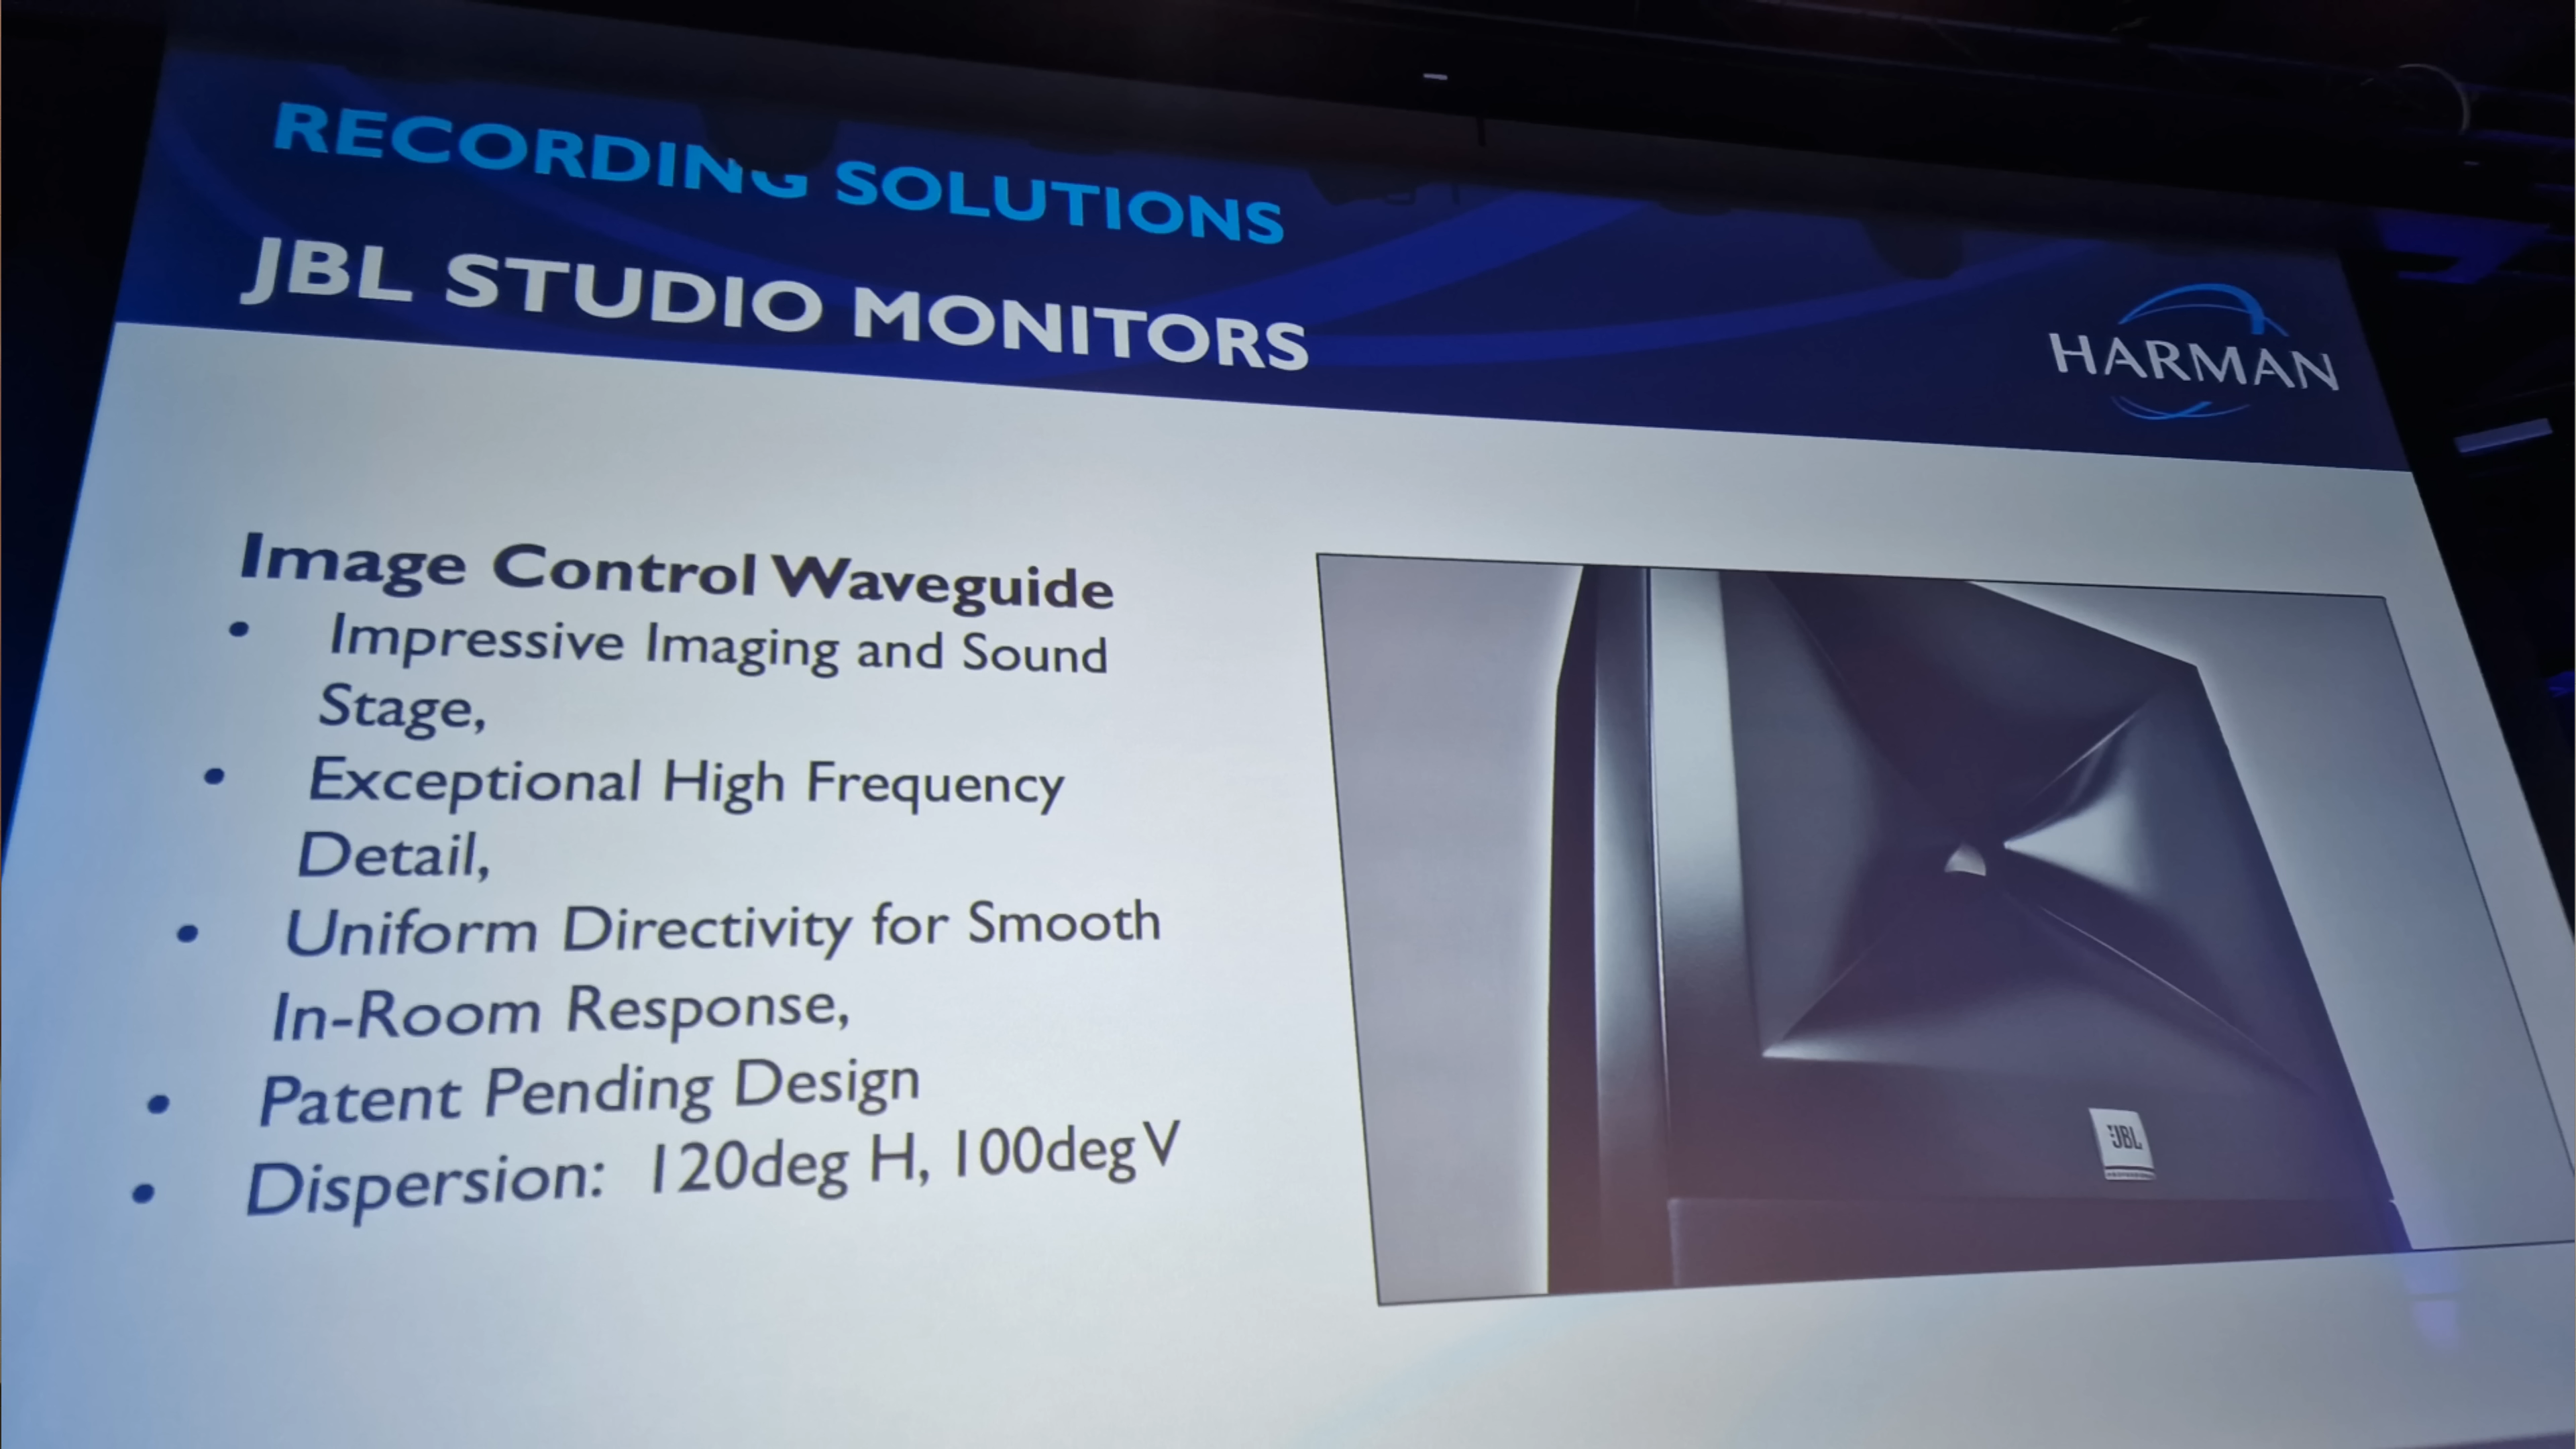 RECORDING SOLUTIONS
JBL STUDIO MONITORS
HARMAN
Image Control Waveguide
• Impressive Imaging and Sound
Stage,
• Exceptional High Frequency
Detail,
• Uniform Directivity for Smooth
In-Room Response,
• Patent Pending Design
• Dispersion: 120deg H, 100deg V
JBL